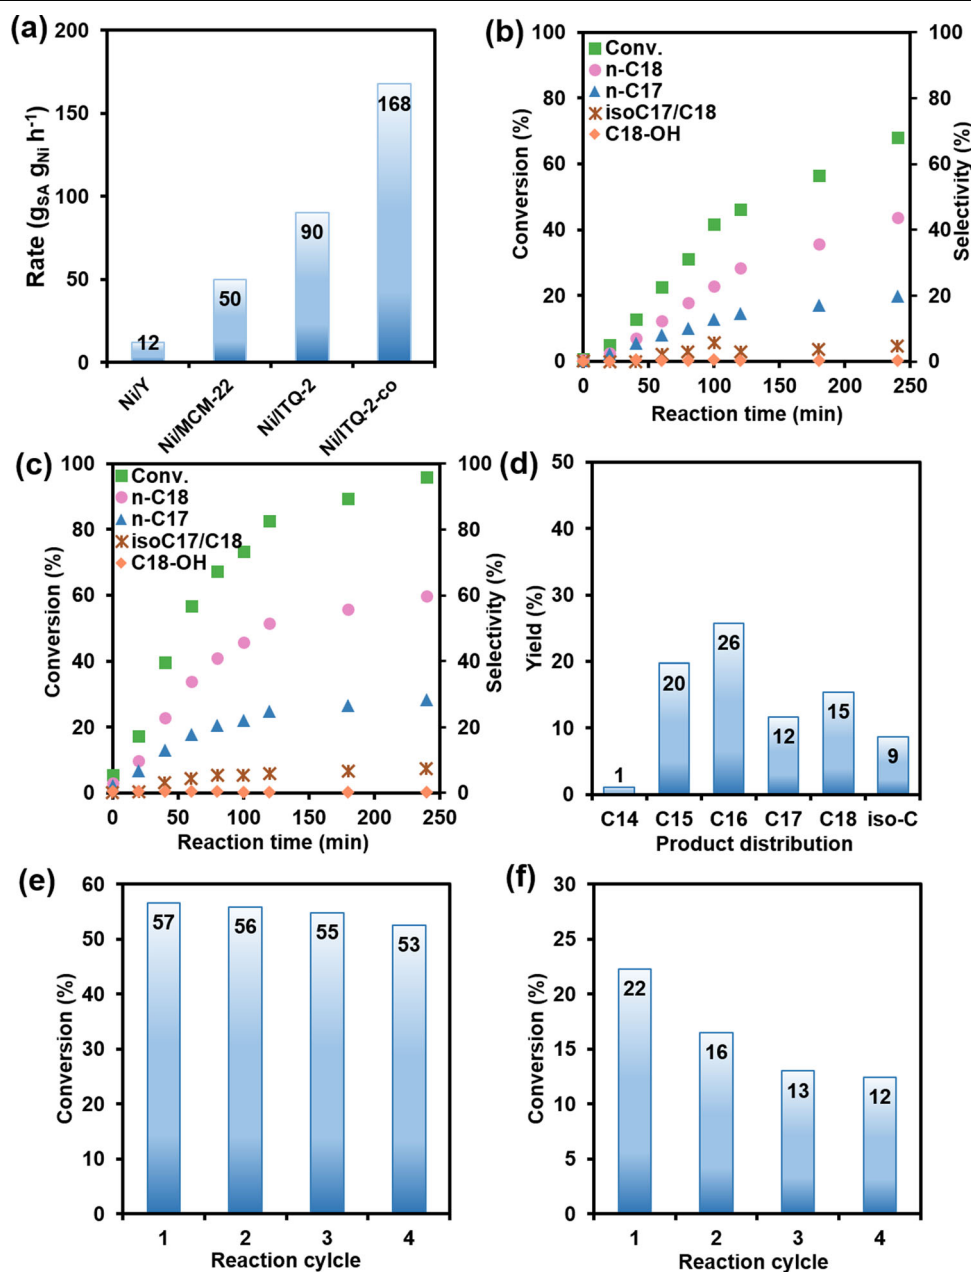 (a)
200
150
100
50
0
Rate (gSA gNi h-1)
12
50
90
168
Ni/Y
Ni/MCM-22
Ni/ITQ-2
Ni/ITQ-2-co
(b)
100
80
60
40
20
0
Conversion (%)
Conv.
n-C18
n-C17
isoC17/C18
C18-OH
100
80
60
40
20
0
Selectivity (%)
0 50 100 150 200 250
Reaction time (min)
(c)
100
80
60
40
20
0
Conversion (%)
Conv.
n-C18
n-C17
isoC17/C18
C18-OH
100
80
60
40
20
0
Selectivity (%)
0 50 100 150 200 250
Reaction time (min)
(d)
50
40
30
20
10
0
Yield (%)
1
20
26
12
15
9
C14 C15 C16 C17 C18 iso-C
Product distribution
(e)
60
50
40
30
20
10
0
Conversion (%)
57
56
55
53
1 2 3 4
Reaction cylcle
(f)
30
25
20
15
10
5
0
Conversion (%)
22
16
13
12
1 2 3 4
Reaction cylcle